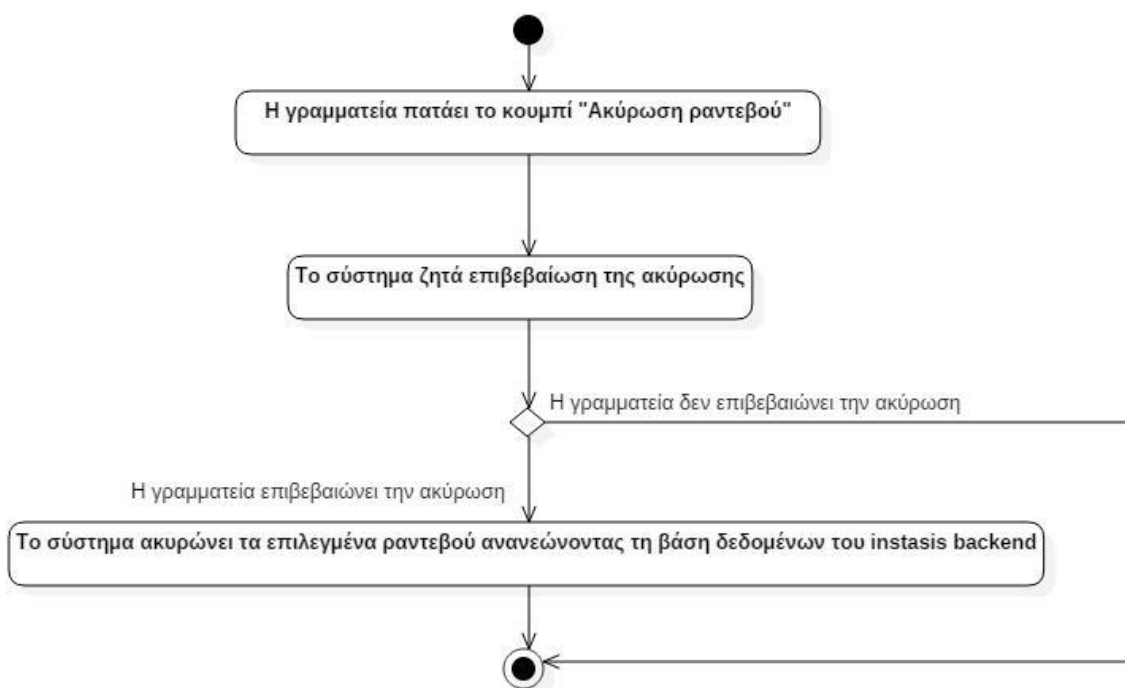 Η γραμματεία πατάει το κουμπί "Ακύρωση ραντεβού"
Το σύστημα ζητά επιβεβαίωση της ακύρωσης
Η γραμματεία δεν επιβεβαιώνει την ακύρωση
Η γραμματεία επιβεβαιώνει την ακύρωση
Το σύστημα ακυρώνει τα επιλεγμένα ραντεβού ανανεώνοντας τη βάση δεδομένων του instasis backend